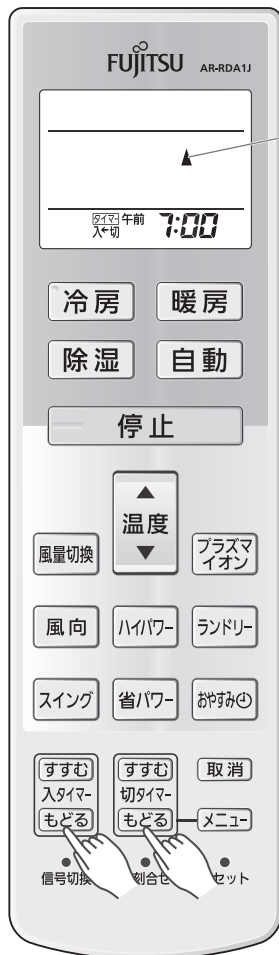 FUJITSU AR-RDA1J
タイマー 午前 7:00
入←切
冷房 暖房
除湿 自動
停止
風量切換 温度 プラズマイオン
風向 ハイパワー ランドリー
スイング 省パワー おやすみ
すすむ すすむ 取消
入タイマー 切タイマー
もどる もどる メニュー
信号切換 セット